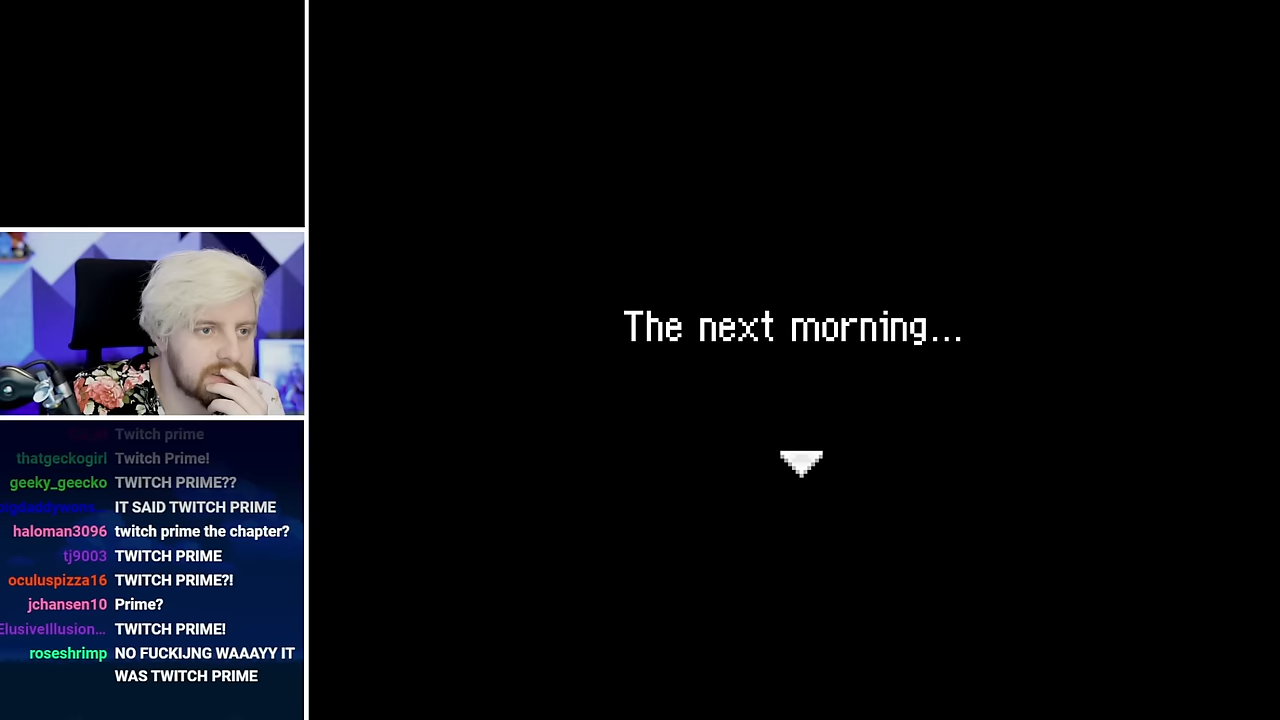 The next morning...
Twitch prime
thatgeckogirl Twitch Prime!
geeky_geecko TWITCH PRIME??
IT SAID TWITCH PRIME
haloman3096 twitch prime the chapter?
tj9003 TWITCH PRIME
oculuspizza16 TWITCH PRIME?!
jchansen10 Prime?
ElusiveIllusion... TWITCH PRIME!
roseshrimp NO FUCKIJNG WAAAYY IT
WAS TWITCH PRIME